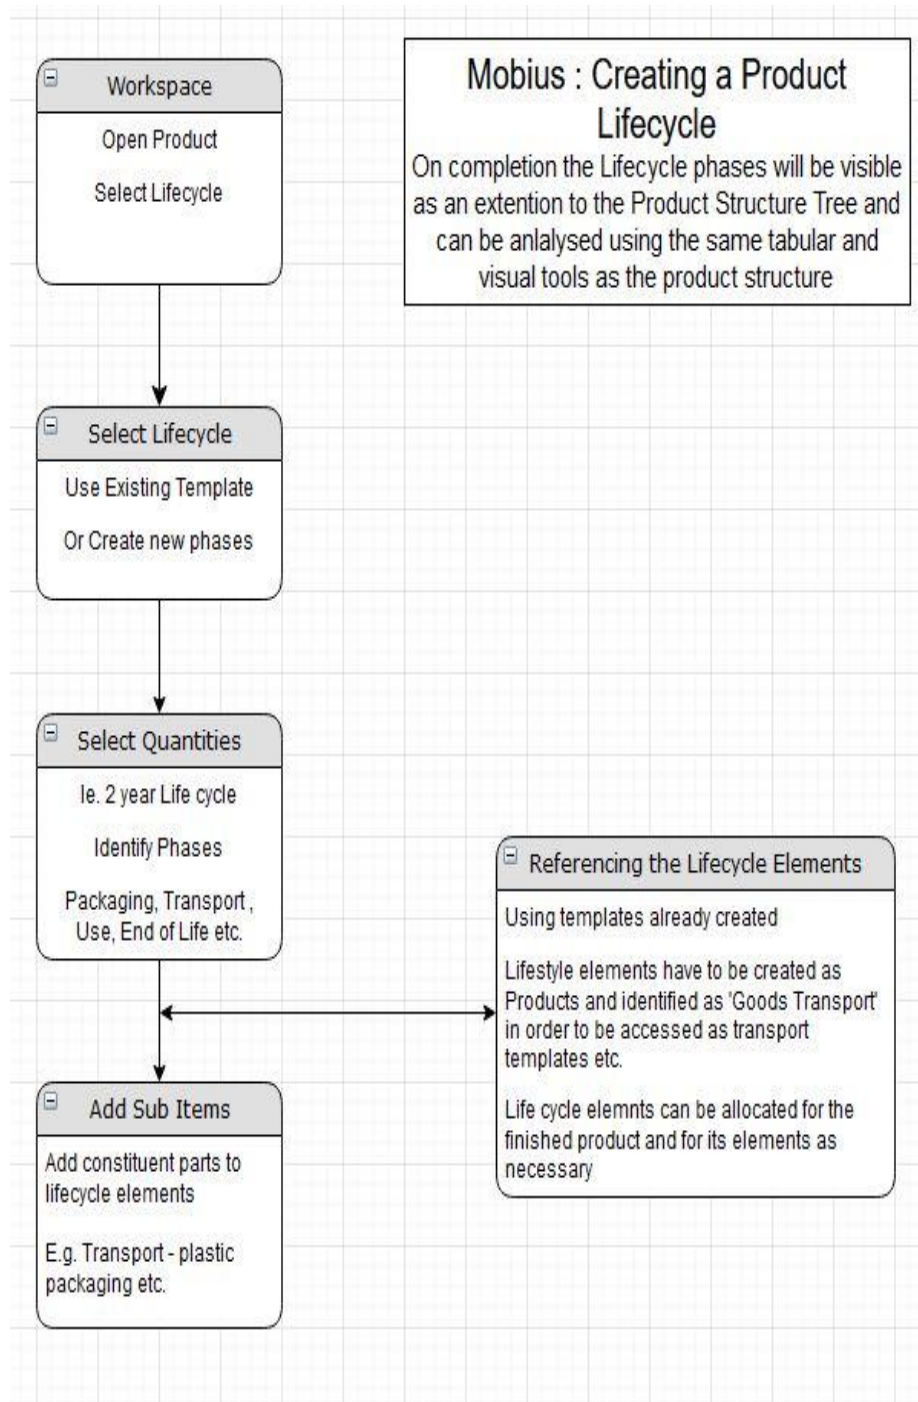 Workspace
Open Product
Select Lifecycle
Mobius : Creating a Product
Lifecycle
On completion the Lifecycle phases will be visible
as an extention to the Product Structure Tree and
can be anlalysed using the same tabular and
visual tools as the product structure
Select Lifecycle
Use Existing Template
Or Create new phases
Select Quantities
Ie. 2 year Life cycle
Identify Phases
Packaging, Transport ,
Use, End of Life etc.
Referencing the Lifecycle Elements
Using templates already created
Lifestyle elements have to be created as
Products and identified as 'Goods Transport'
in order to be accessed as transport
templates etc.
Life cycle elemnts can be allocated for the
finished product and for its elements as
necessary
Add Sub Items
Add constituent parts to
lifecycle elements
E.g. Transport - plastic
packaging etc.